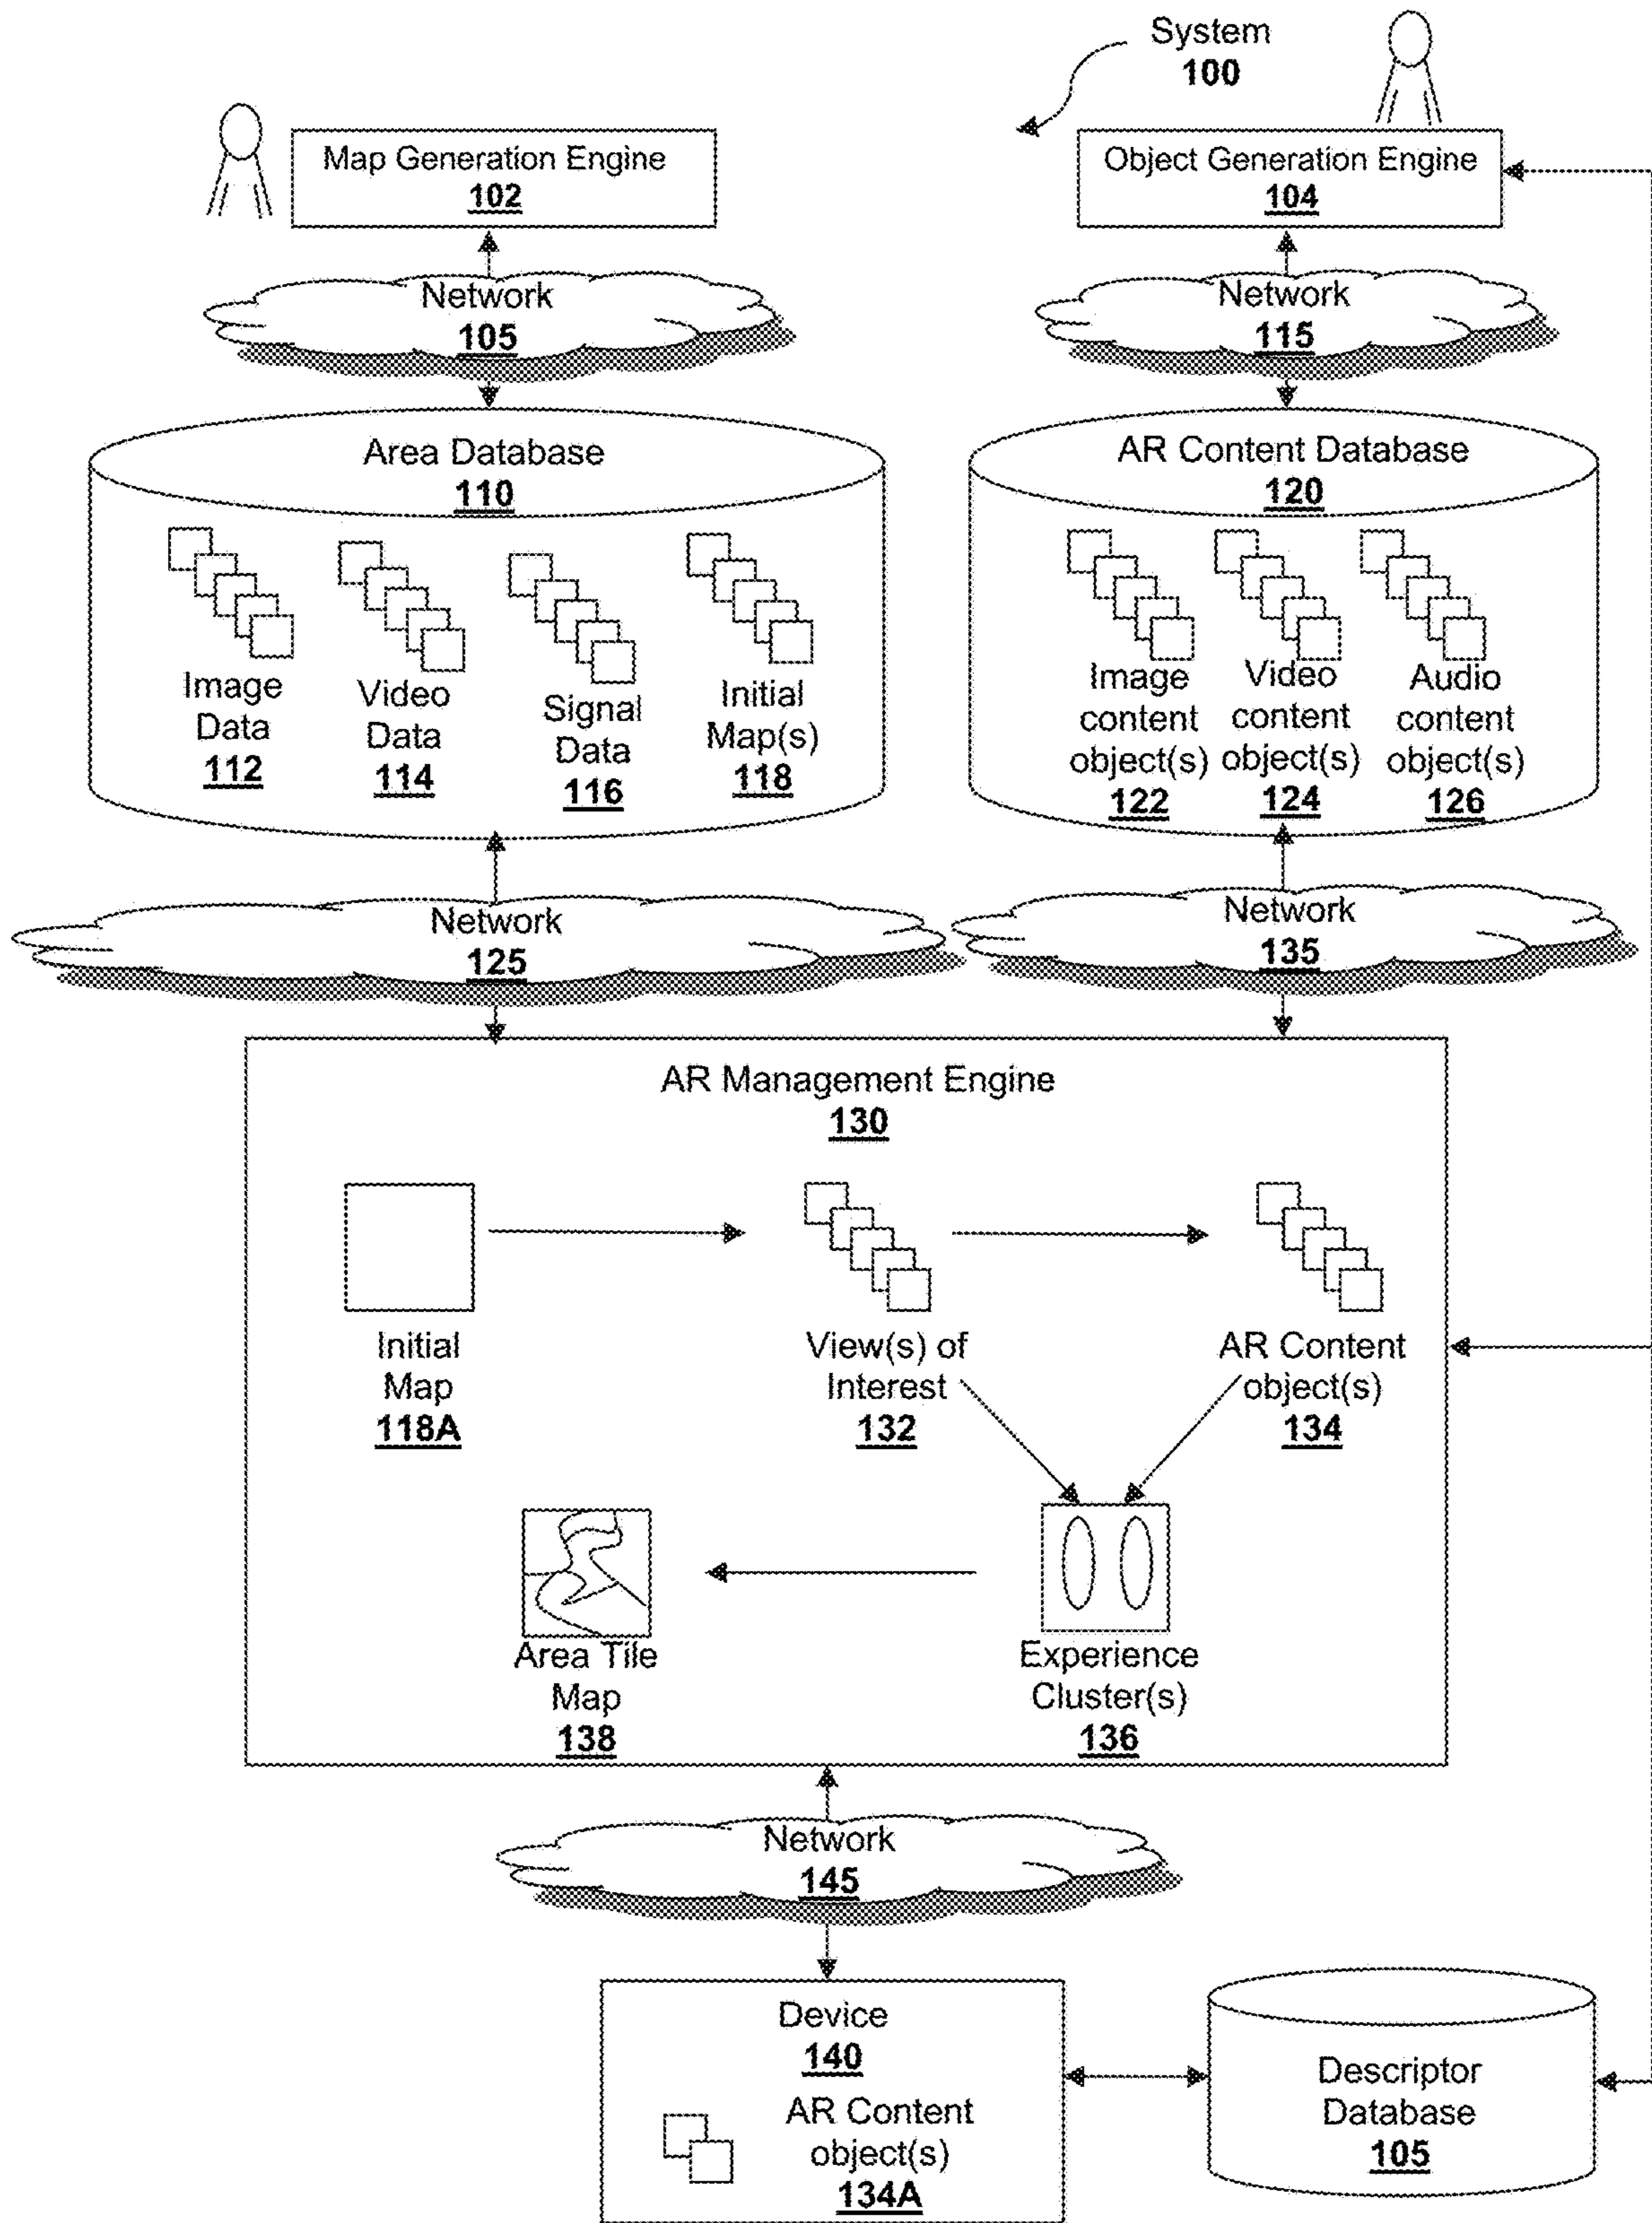 System
100
Map Generation Engine
102
Object Generation Engine
104
Network
105
Network
115
Area Database
110
Image
Data
112
Video
Data
114
Signal
Data
116
Initial
Map(s)
118
AR Content Database
120
Image
content
object(s)
122
Video
content
object(s)
124
Audio
content
object(s)
126
Network
125
Network
135
AR Management Engine
130
Initial
Map
118A
View(s) of
Interest
132
AR Content
object(s)
134
Area Tile
Map
138
Experience
Cluster(s)
136
Network
145
Device
140
AR Content
object(s)
134A
Descriptor
Database
105